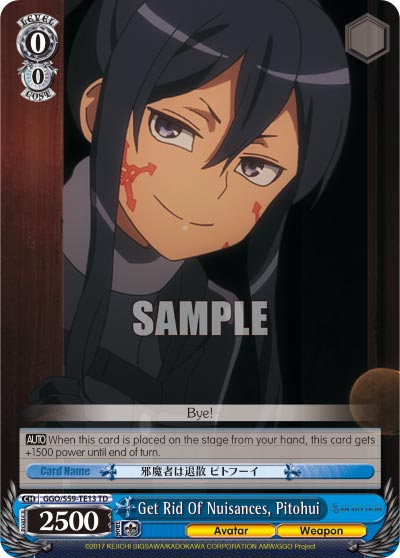 LEVEL
0
0
COST
SAMPLE
Bye!
AUTO When this card is placed on the stage from your hand, this card gets
+1500 power until end of turn.
Card Name 邪魔者は退散 ピトフーイ
CH GGO/S59-TE13 TD
Get Rid Of Nuisances, Pitohui
POWER 2500
SOUL
Avatar Weapon
©2017 KEIICHI SIGSAWA/KADOKAWA CORPORATION AMW/GGO Project